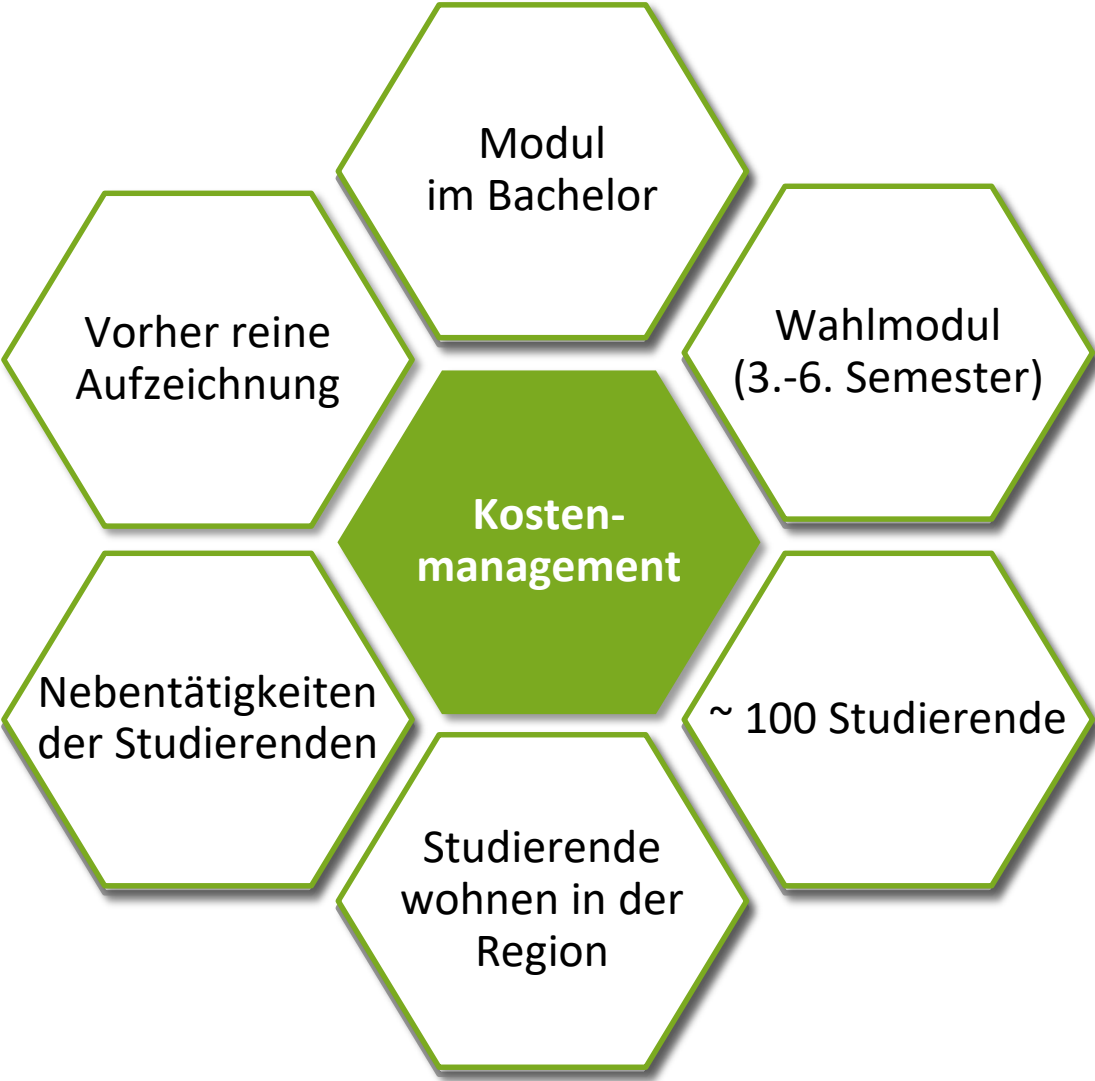 Modul
im Bachelor
Wahlmodul
(3.-6. Semester)
~ 100 Studierende
Studierende
wohnen in der
Region
Nebentätigkeiten
der Studierenden
Vorher reine
Aufzeichnung
Kosten-
management